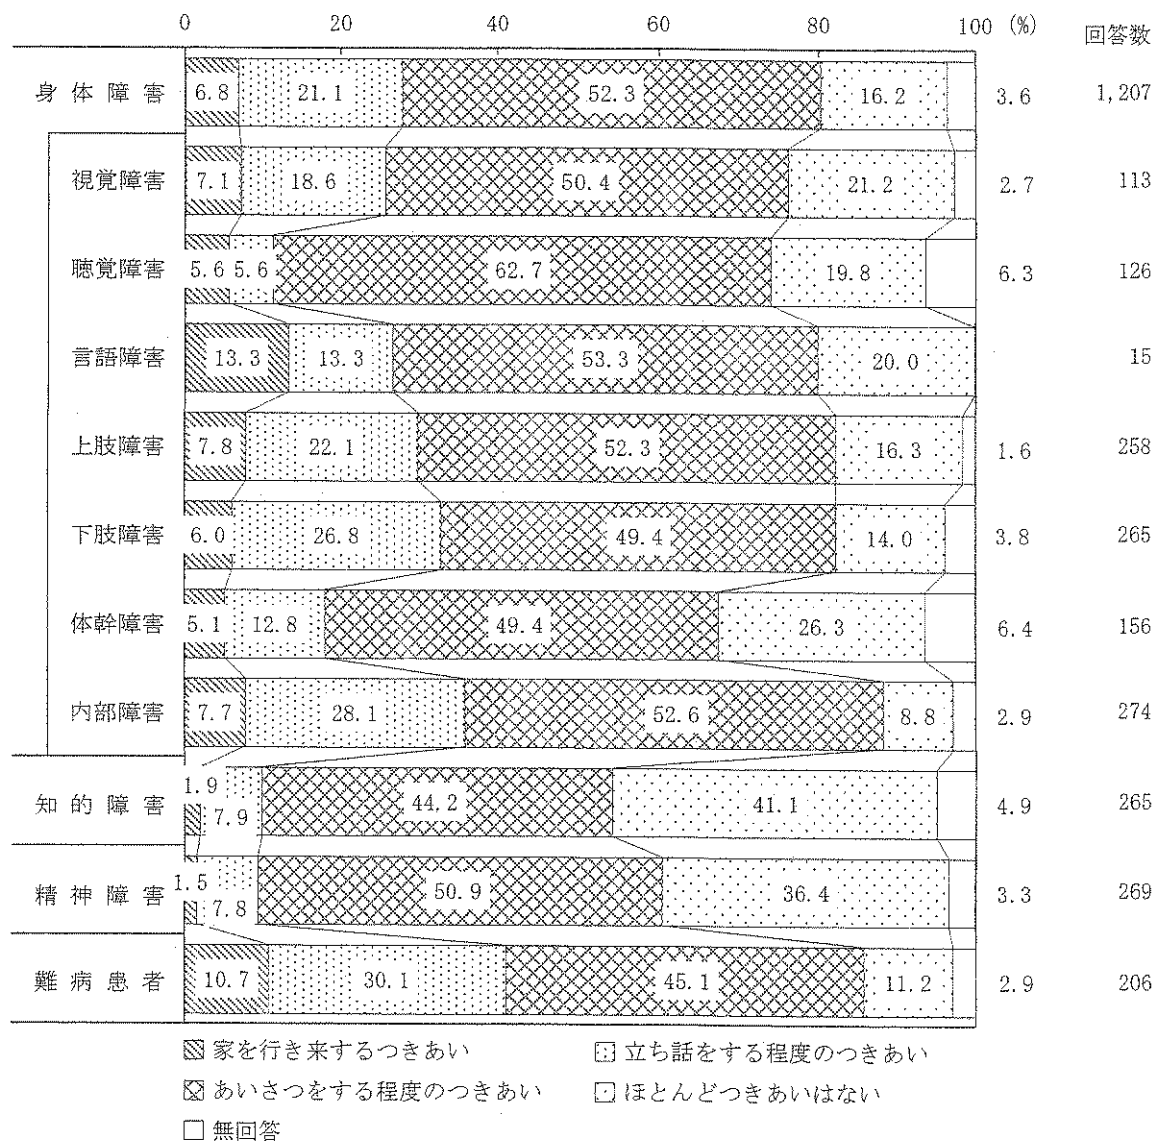 0 20 40 60 80 100 (%) 回答数
身体障害 6.8 21.1 52.3 16.2 3.6 1,207
視覚障害 7.1 18.6 50.4 21.2 2.7 113
聴覚障害 5.6 5.6 62.7 19.8 6.3 126
言語障害 13.3 13.3 53.3 20.0 15
上肢障害 7.8 22.1 52.3 16.3 1.6 258
下肢障害 6.0 26.8 49.4 14.0 3.8 265
体幹障害 5.1 12.8 49.4 26.3 6.4 156
内部障害 7.7 28.1 52.6 8.8 2.9 274
知的障害 1.9 7.9 44.2 41.1 4.9 265
精神障害 1.5 7.8 50.9 36.4 3.3 269
難病患者 10.7 30.1 45.1 11.2 2.9 206
家を行き来するつきあい 立ち話をする程度のつきあい
あいさつをする程度のつきあい ほとんどつきあいはない
無回答